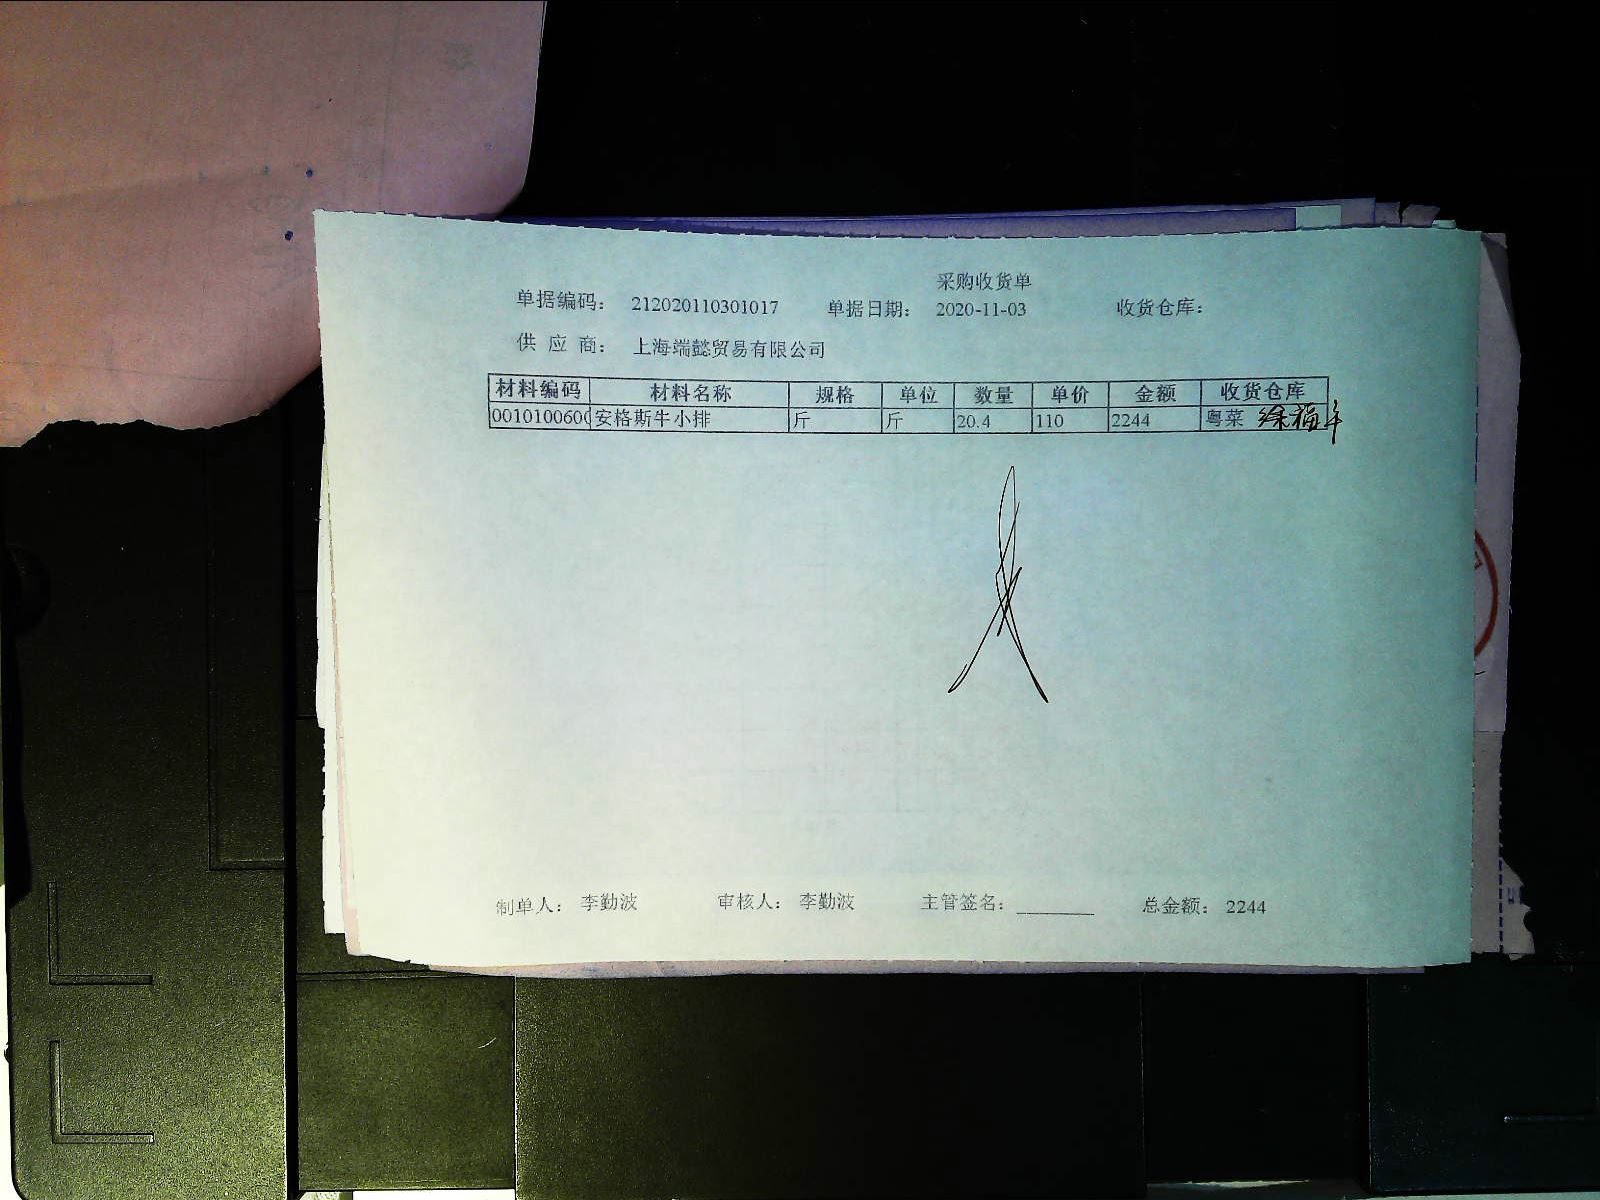 采购收货单
单据编码： 212020110301017 单据日期： 2020-11-03 收货仓库：
供 应 商： 上海端懿贸易有限公司
材料编码 材料名称 规格 单位 数量 单价 金额 收货仓库
0010100600 安格斯牛小排 斤 斤 20.4 110 2244 粤菜 徐福年
制单人： 李勤波 审核人： 李勤波 主管签名：________ 总金额： 2244